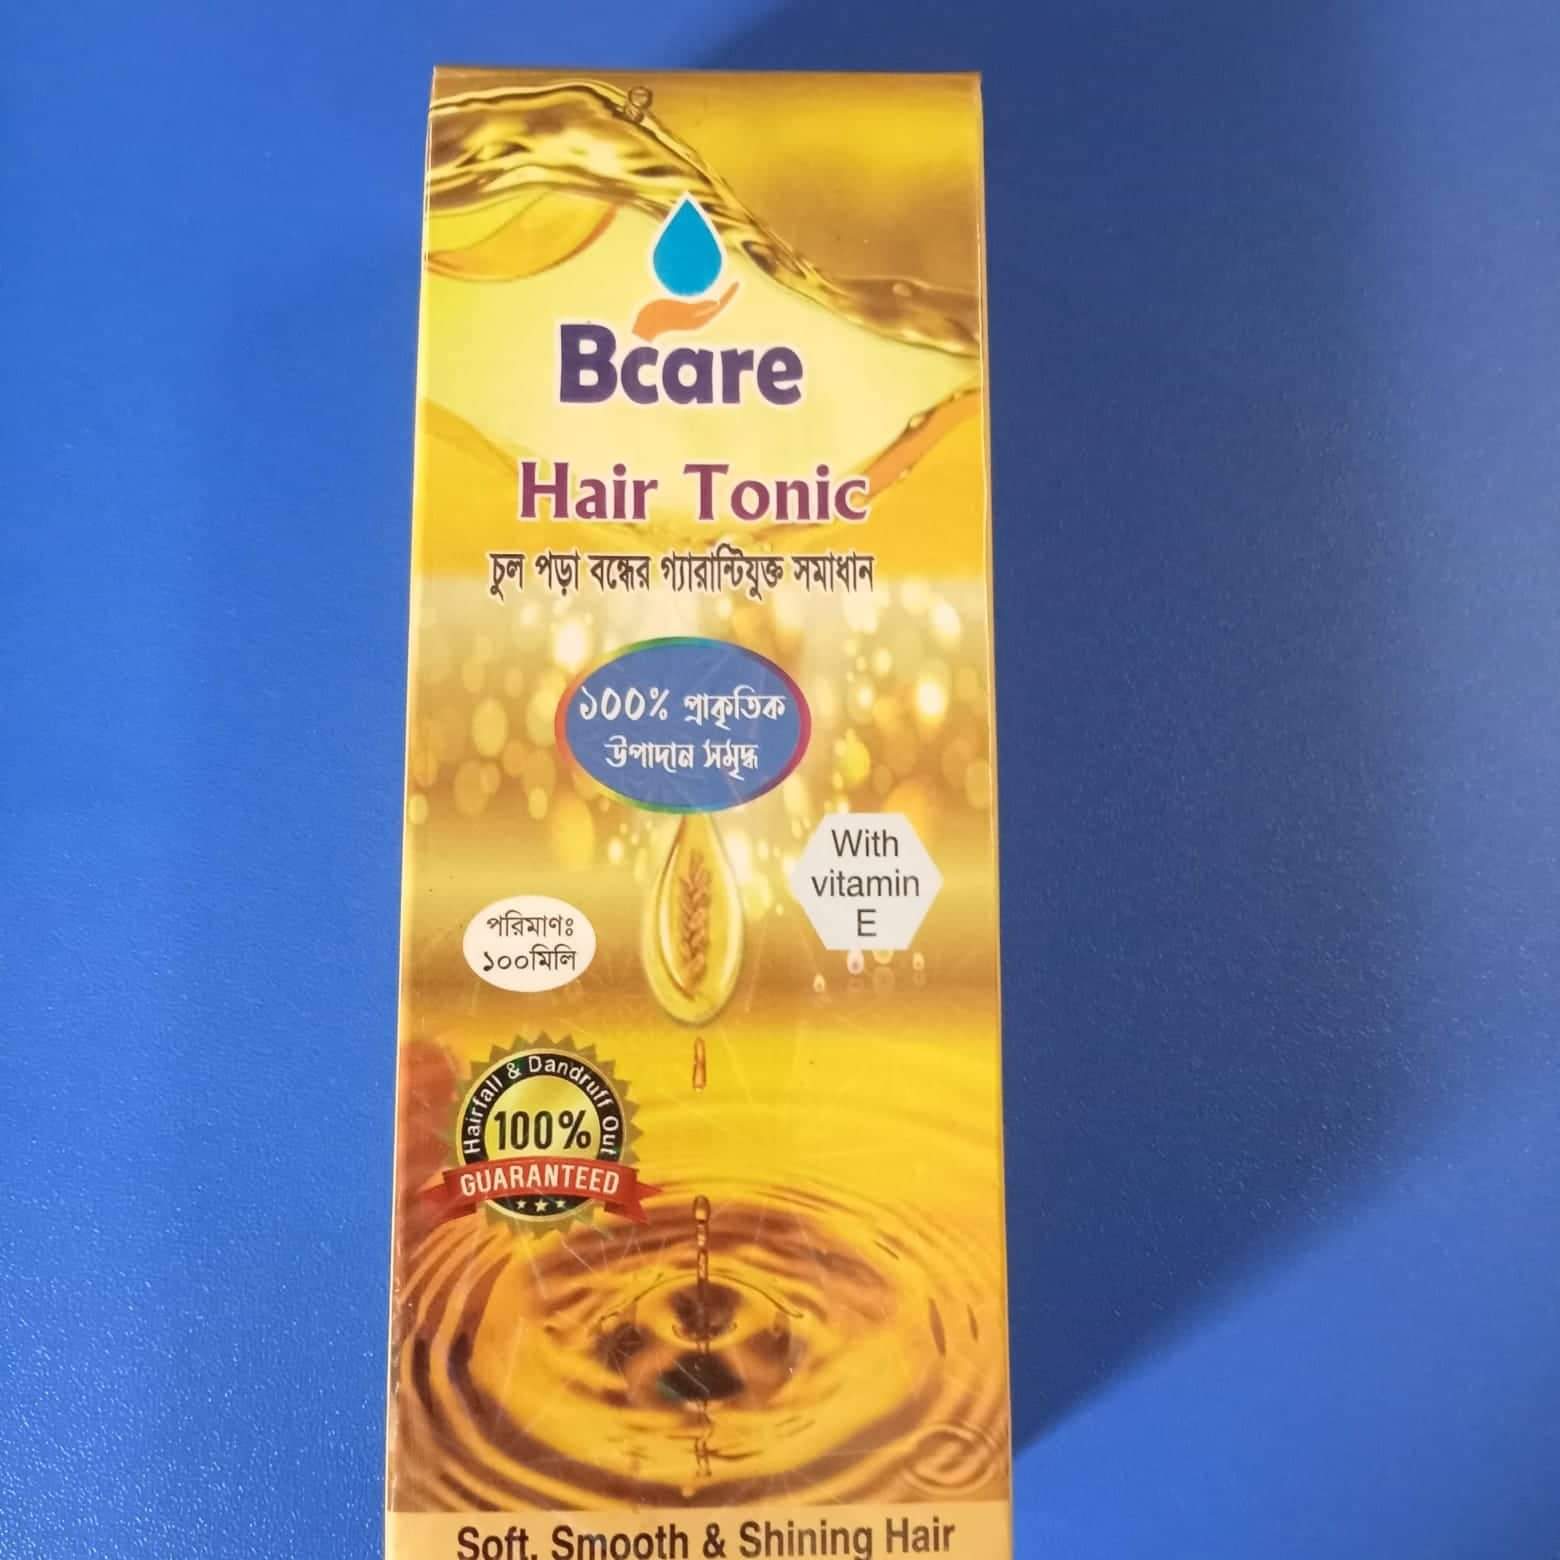 Bcare
Hair Tonic
চুল পড়া বন্ধের গ্যারান্টিযুক্ত সমাধান
১০০% প্রাকৃতিক
উপাদান সমৃদ্ধ
With
vitamin
E
পরিমাণঃ
১০০মিলি
Hairfall & Dandruff Out
100%
GUARANTEED
Soft, Smooth & Shining Hair